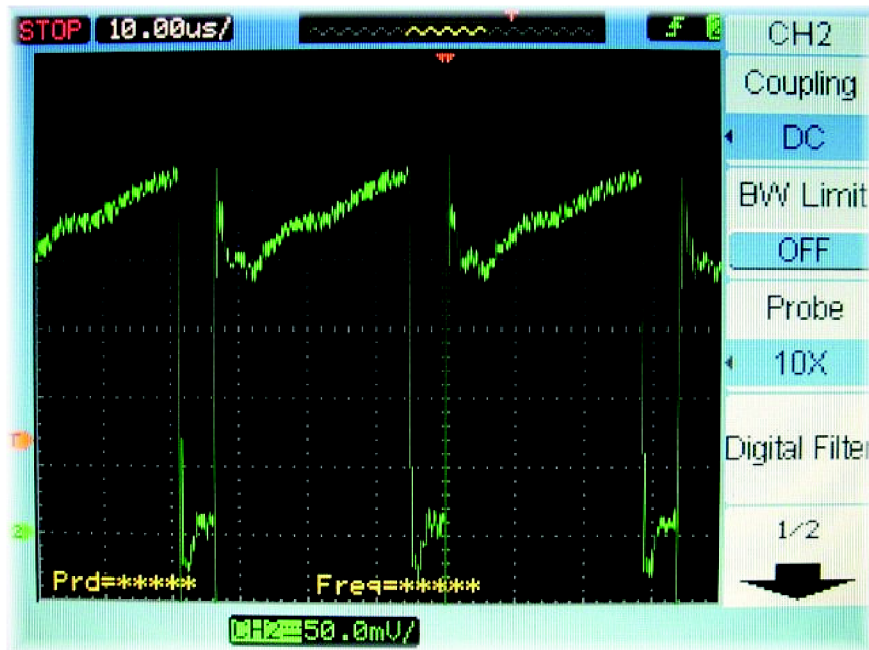 STOP 10.00us/
CH2
Coupling
DC
BW Limit
OFF
Probe
10X
Digital Filter
1/2
T
2
Prd=***** Freq=*****
CH2 50.0mV/